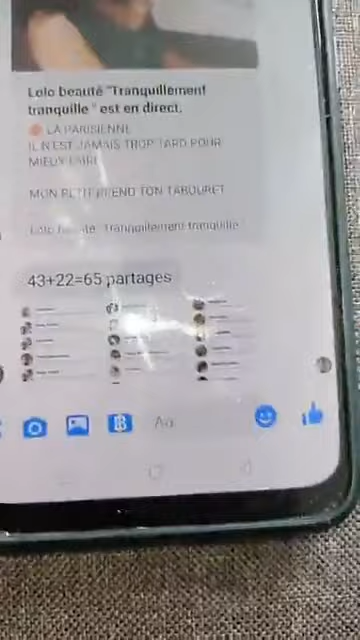 Lolo beauté "Tranquillement
tranquille " est en direct.
LA PARISIENNE
IL N'EST JAMAIS TROP TARD POUR
MIEUX FAIRE
MON PETIT PREND TON TABOURET
Lolo beauté "Tranquillement tranquille "
43+22=65 partages
Aa